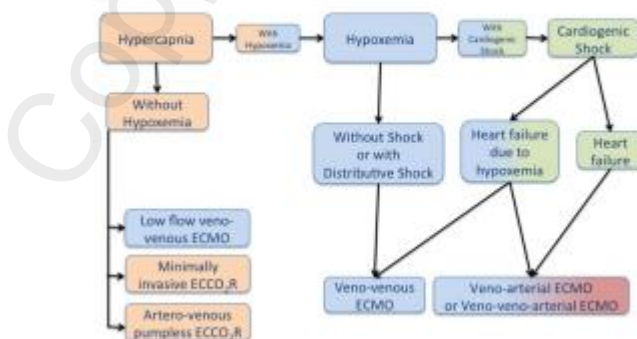 Hypercapnia
With
Hypoxemia
Hypoxemia
With
Cardiogenic
Shock
Cardiogenic
Shock
Without
Hypoxemia
Without Shock
or with
Distributive Shock
Heart failure
due to
hypoxemia
Heart
failure
Low flow veno-
venous ECMO
Minimally
invasive ECCO₂R
Artero-venous
pumpless ECCO₂R
Veno-venous
ECMO
Veno-arterial ECMO
or Veno-veno-arterial ECMO